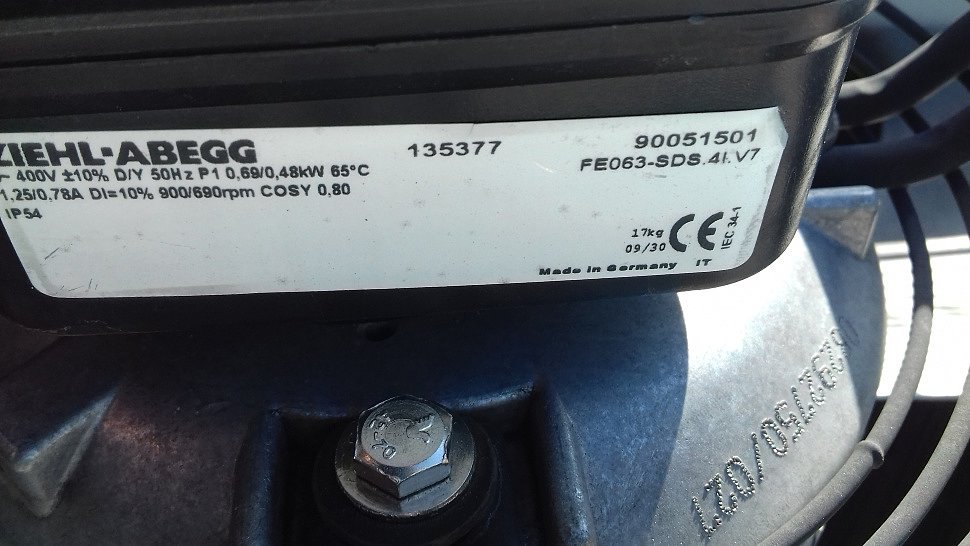 ZIEHL-ABEGG
135377
90051501
FE063-SDS.4I.V7
~ 400V ±10% D/Y 50Hz P1 0,69/0,48kW 65°C
1,25/0,78A DI=10% 900/690rpm COSY 0,80
IP54
17kg
09/30
CE
IEC 34-1
Made in Germany IT